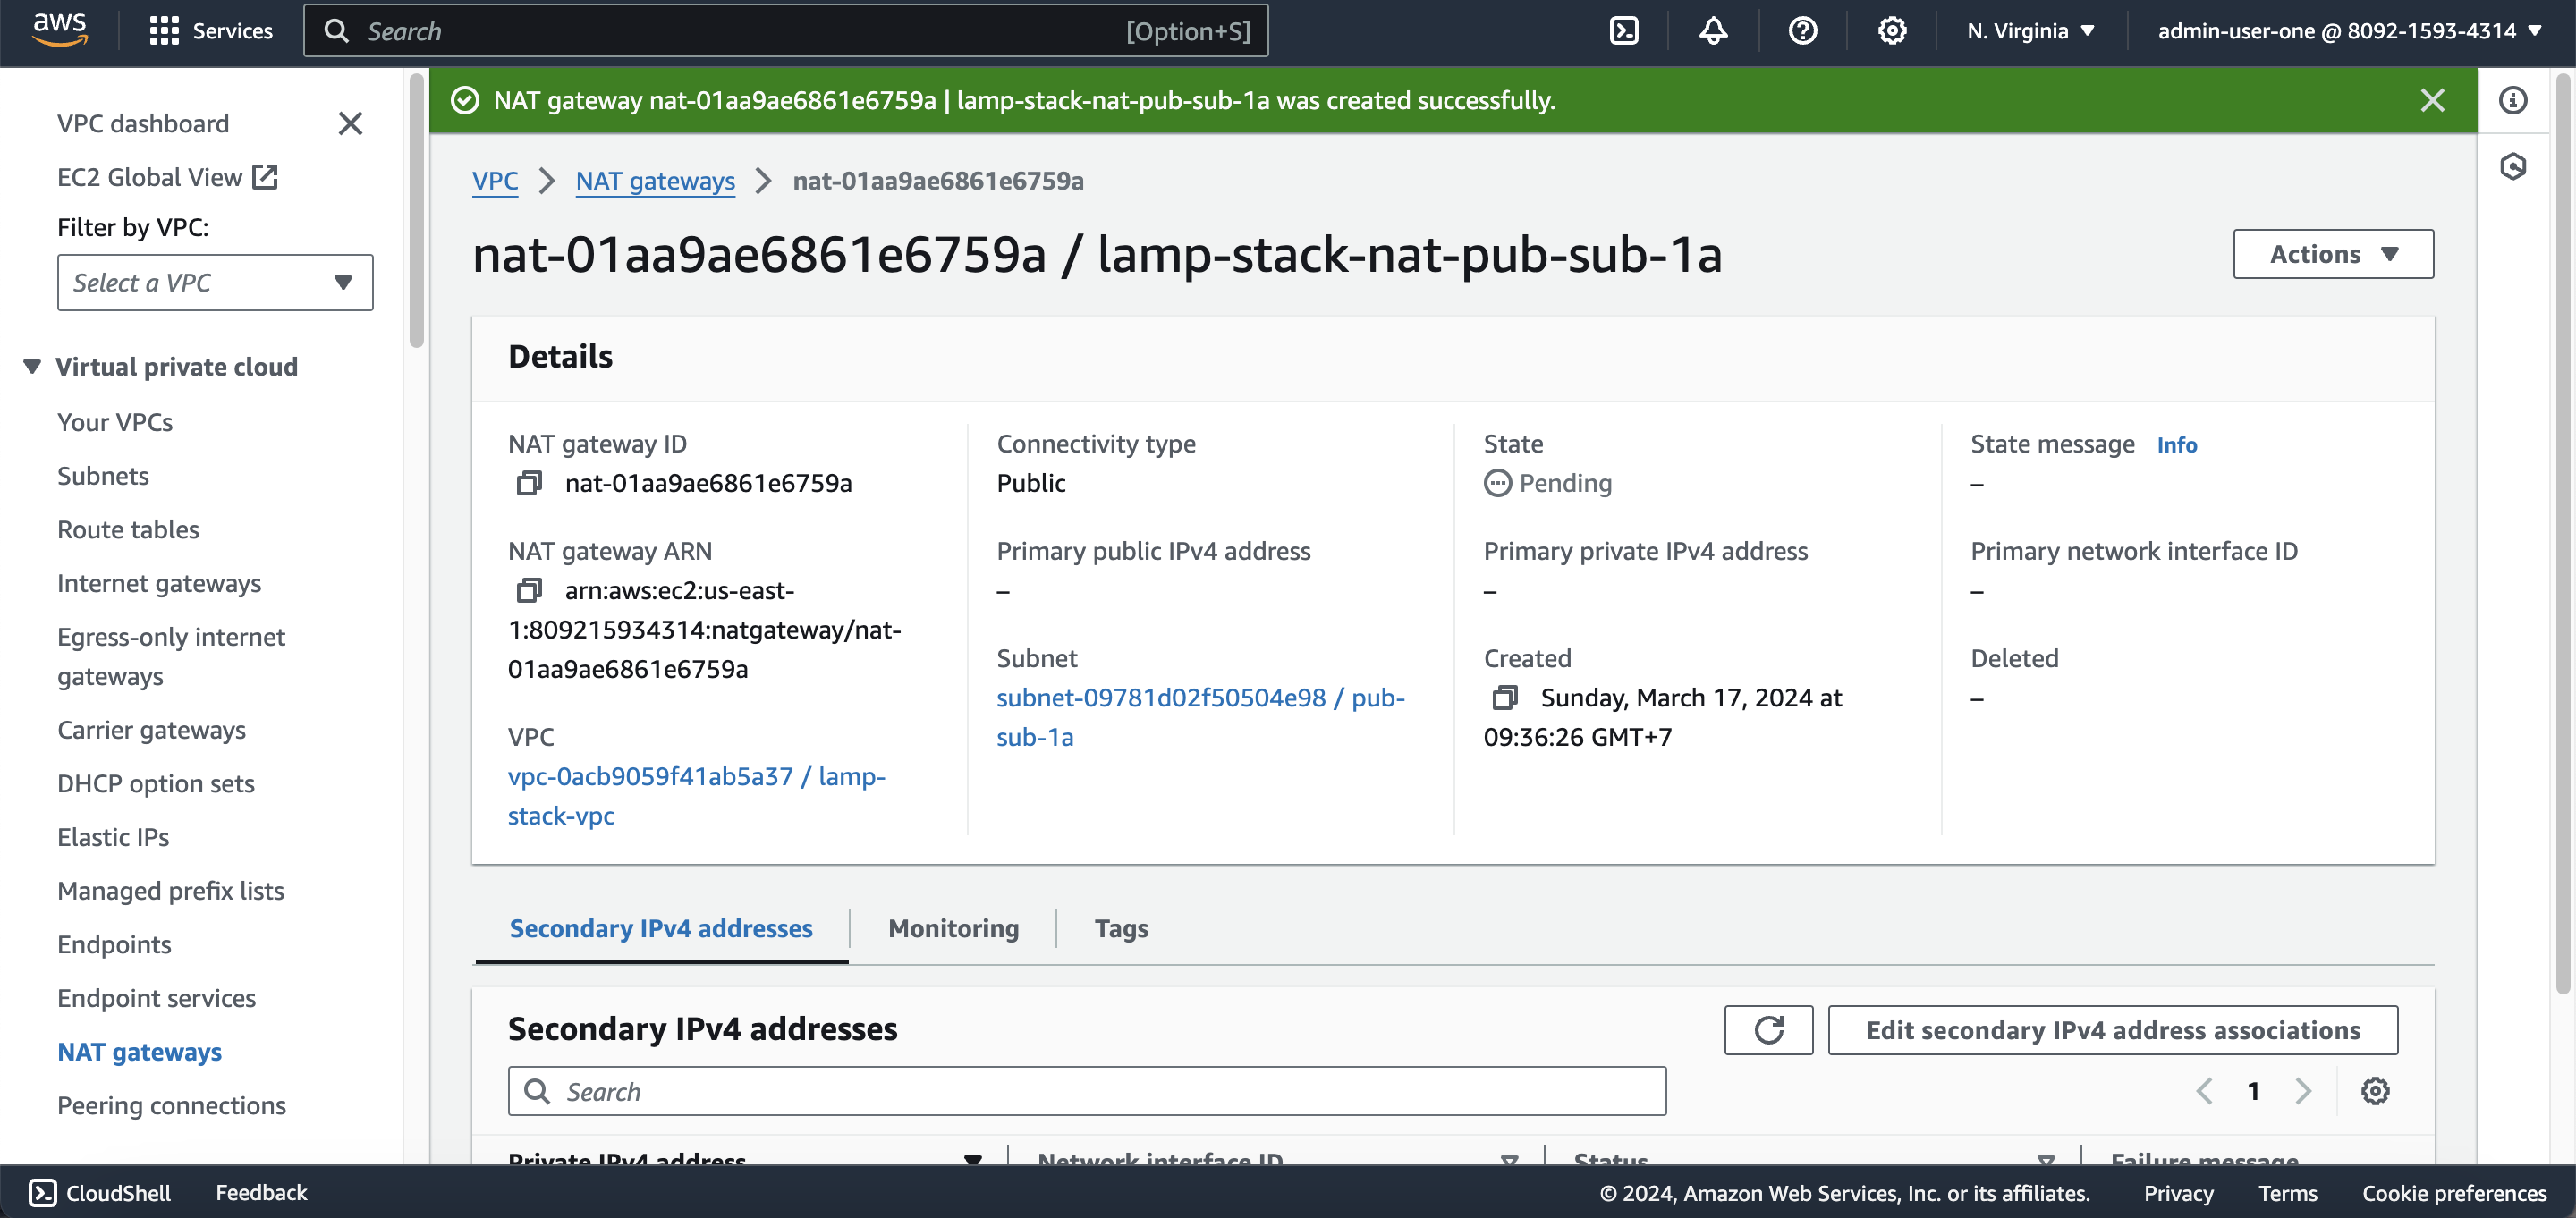 aws
Services
Search
[Option+S]
N. Virginia
admin-user-one @ 8092-1593-4314
VPC dashboard
EC2 Global View
Filter by VPC:
Select a VPC
Virtual private cloud
Your VPCs
Subnets
Route tables
Internet gateways
Egress-only internet
gateways
Carrier gateways
DHCP option sets
Elastic IPs
Managed prefix lists
Endpoints
Endpoint services
NAT gateways
Peering connections
NAT gateway nat-01aa9ae6861e6759a | lamp-stack-nat-pub-sub-1a was created successfully.
VPC
NAT gateways
nat-01aa9ae6861e6759a
nat-01aa9ae6861e6759a / lamp-stack-nat-pub-sub-1a
Actions
Details
NAT gateway ID
nat-01aa9ae6861e6759a
NAT gateway ARN
arn:aws:ec2:us-east-
1:809215934314:natgateway/nat-
01aa9ae6861e6759a
VPC
vpc-0acb9059f41ab5a37 / lamp-
stack-vpc
Connectivity type
Public
Primary public IPv4 address
–
Subnet
subnet-09781d02f50504e98 / pub-
sub-1a
State
Pending
Primary private IPv4 address
–
Created
Sunday, March 17, 2024 at
09:36:26 GMT+7
State message Info
–
Primary network interface ID
–
Deleted
–
Secondary IPv4 addresses
Monitoring
Tags
Secondary IPv4 addresses
Edit secondary IPv4 address associations
Search
1
Private IPv4 address
Network interface ID
Status
Failure message
CloudShell
Feedback
© 2024, Amazon Web Services, Inc. or its affiliates.
Privacy
Terms
Cookie preferences